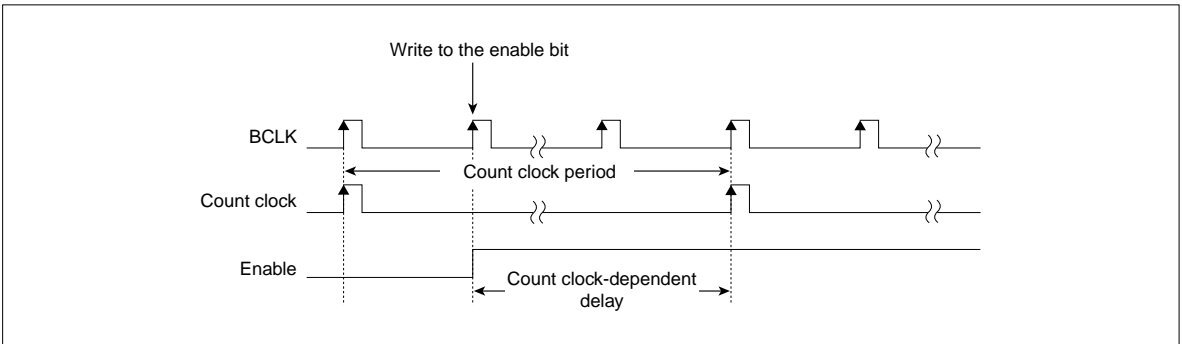 Write to the enable bit
BCLK
Count clock period
Count clock
Enable
Count clock-dependent
delay